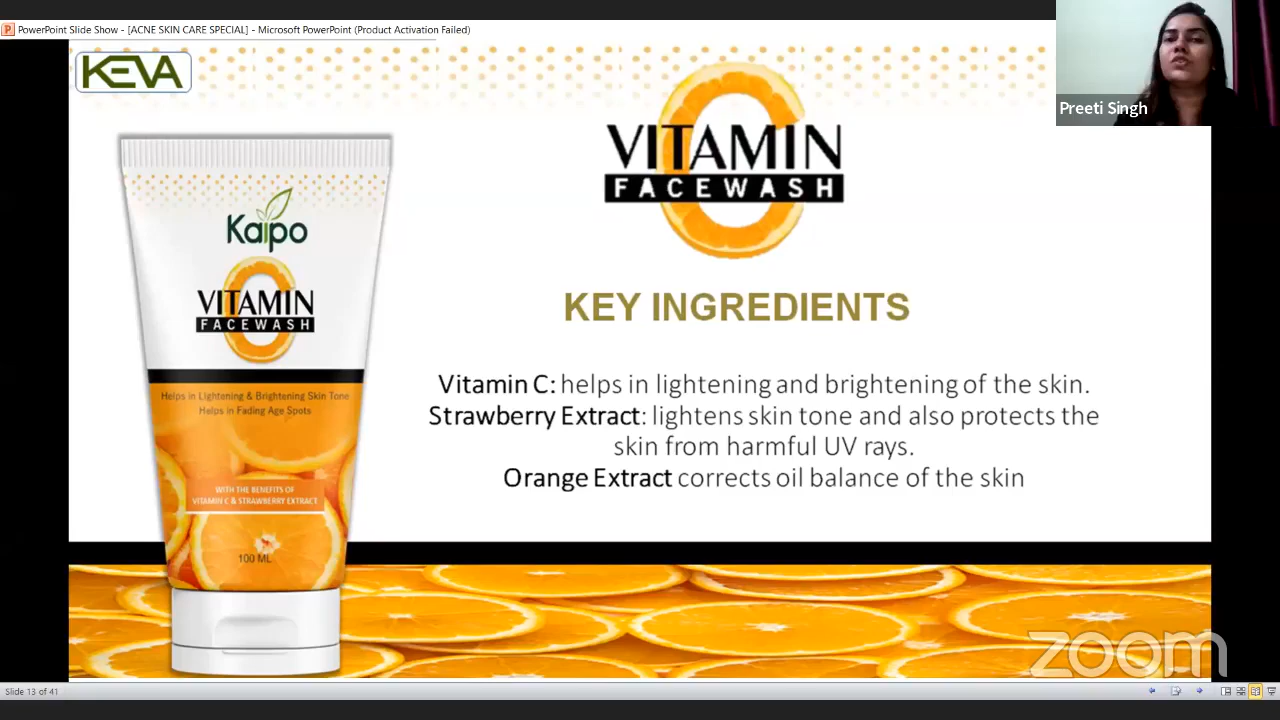 PowerPoint Slide Show - [ACNE SKIN CARE SPECIAL] - Microsoft PowerPoint (Product Activation Failed)
KEVA
Preeti Singh
VITAMIN
FACEWASH
Kaipo
VITAMIN
FACEWASH
Helps in Lightening & Brightening Skin Tone
Helps in Fading Age Spots
WITH THE BENEFITS OF
VITAMIN C & STRAWBERRY EXTRACT
100 ML
KEY INGREDIENTS
Vitamin C: helps in lightening and brightening of the skin.
Strawberry Extract: lightens skin tone and also protects the
skin from harmful UV rays.
Orange Extract corrects oil balance of the skin
zoom
Slide 13 of 41